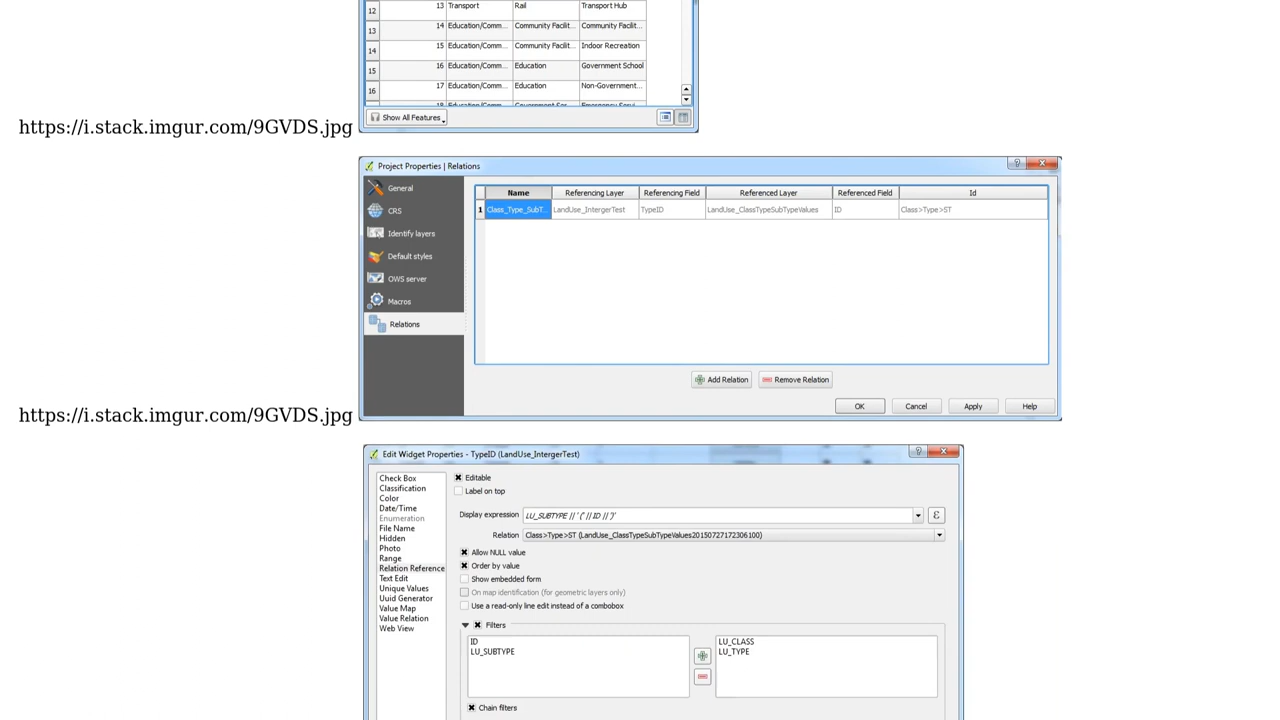 12 13 Transport Rail Transport Hub
13 14 Education/Comm... Community Facilit... Community Facilit...
14 15 Education/Comm... Community Facilit... Indoor Recreation
15 16 Education/Comm... Education Government School
16 17 Education/Comm... Education Non-Government...
18 Education/Comm... Government Ser... Emergency Servi...
Show All Features
https://i.stack.imgur.com/9GVDS.jpg
Project Properties | Relations
General
CRS
Identify layers
Default styles
OWS server
Macros
Relations
Name Referencing Layer Referencing Field Referenced Layer Referenced Field Id
1 Class_Type_SubT... LandUse_IntergerTest TypeID LandUse_ClassTypeSubTypeValues ID Class>Type>ST
Add Relation Remove Relation
OK Cancel Apply Help
https://i.stack.imgur.com/9GVDS.jpg
Edit Widget Properties - TypeID (LandUse_IntergerTest)
Check Box
Classification
Color
Date/Time
Enumeration
File Name
Hidden
Photo
Range
Relation Reference
Text Edit
Unique Values
Uuid Generator
Value Map
Value Relation
Web View
Editable
Label on top
Display expression LU_SUBTYPE || ' (' || ID || ')'
ε
Relation Class>Type>ST (LandUse_ClassTypeSubTypeValues20150727172306100)
Allow NULL value
Order by value
Show embedded form
On map identification (for geometric layers only)
Use a read-only line edit instead of a combobox
Filters
ID
LU_SUBTYPE
LU_CLASS
LU_TYPE
Chain filters